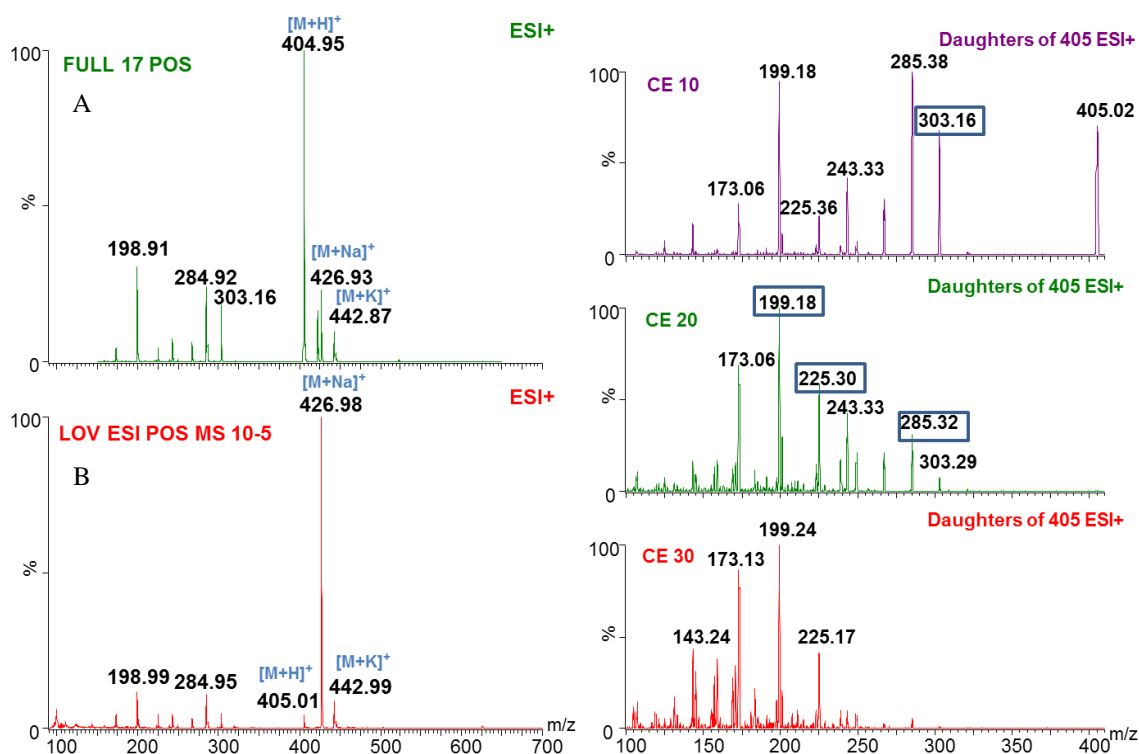 [M+H]⁺
404.95
ESI+
100
FULL 17 POS
A
%
[M+Na]⁺
426.93
[M+K]⁺
442.87
198.91
284.92
303.16
0
[M+Na]⁺
426.98
ESI+
100
LOV ESI POS MS 10-5
B
%
[M+H]⁺
405.01
[M+K]⁺
442.99
198.99
284.95
0
100 200 300 400 500 600 700
m/z
Daughters of 405 ESI+
100
CE 10
199.18
285.38
303.16
405.02
%
173.06
225.36
243.33
0
Daughters of 405 ESI+
100
CE 20
199.18
173.06
225.30
243.33
285.32
303.29
%
0
Daughters of 405 ESI+
100
CE 30
199.24
173.13
%
143.24
225.17
0
100 150 200 250 300 350 400
m/z